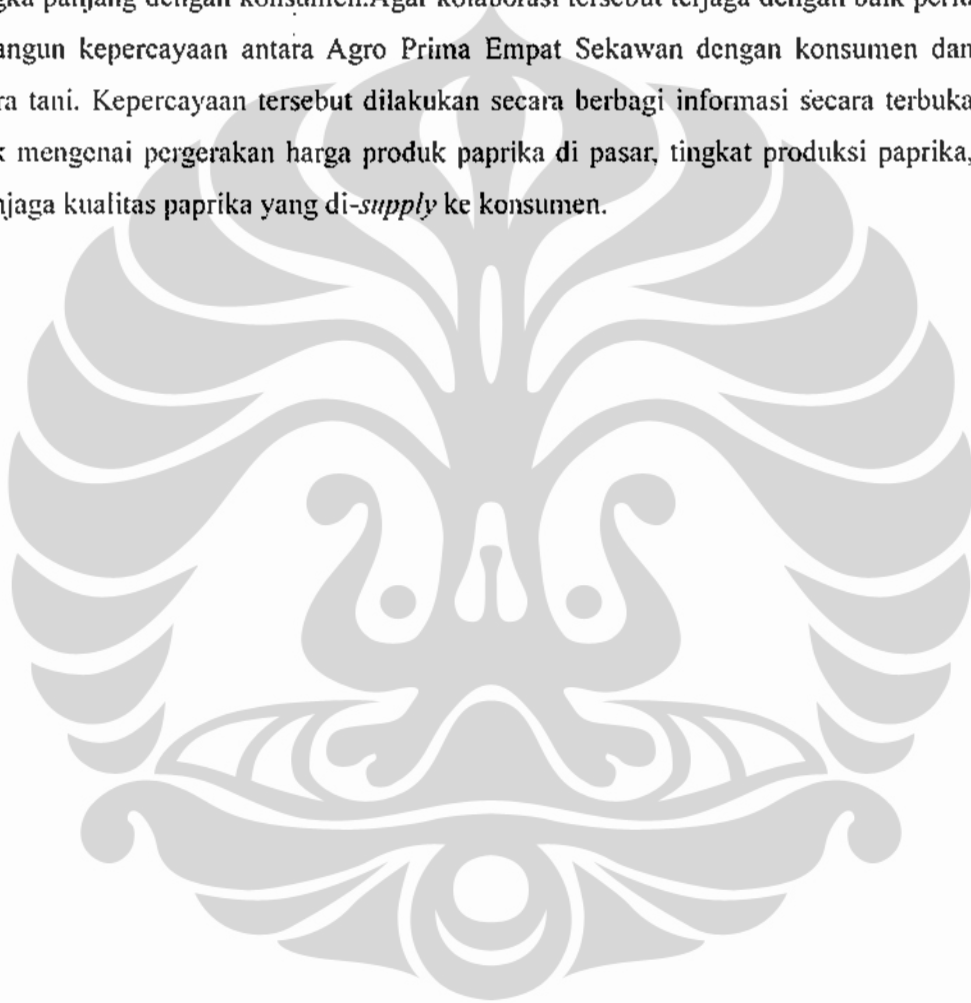 gka panjang dengan konsumen.Agar kolaborasi tersebut terjaga dengan baik perlu
angun kepercayaan antara Agro Prima Empat Sekawan dengan konsumen dan
ra tani. Kepercayaan tersebut dilakukan secara berbagi informasi secara terbuka
k mengenai pergerakan harga produk paprika di pasar, tingkat produksi paprika,
njaga kualitas paprika yang di-supply ke konsumen.